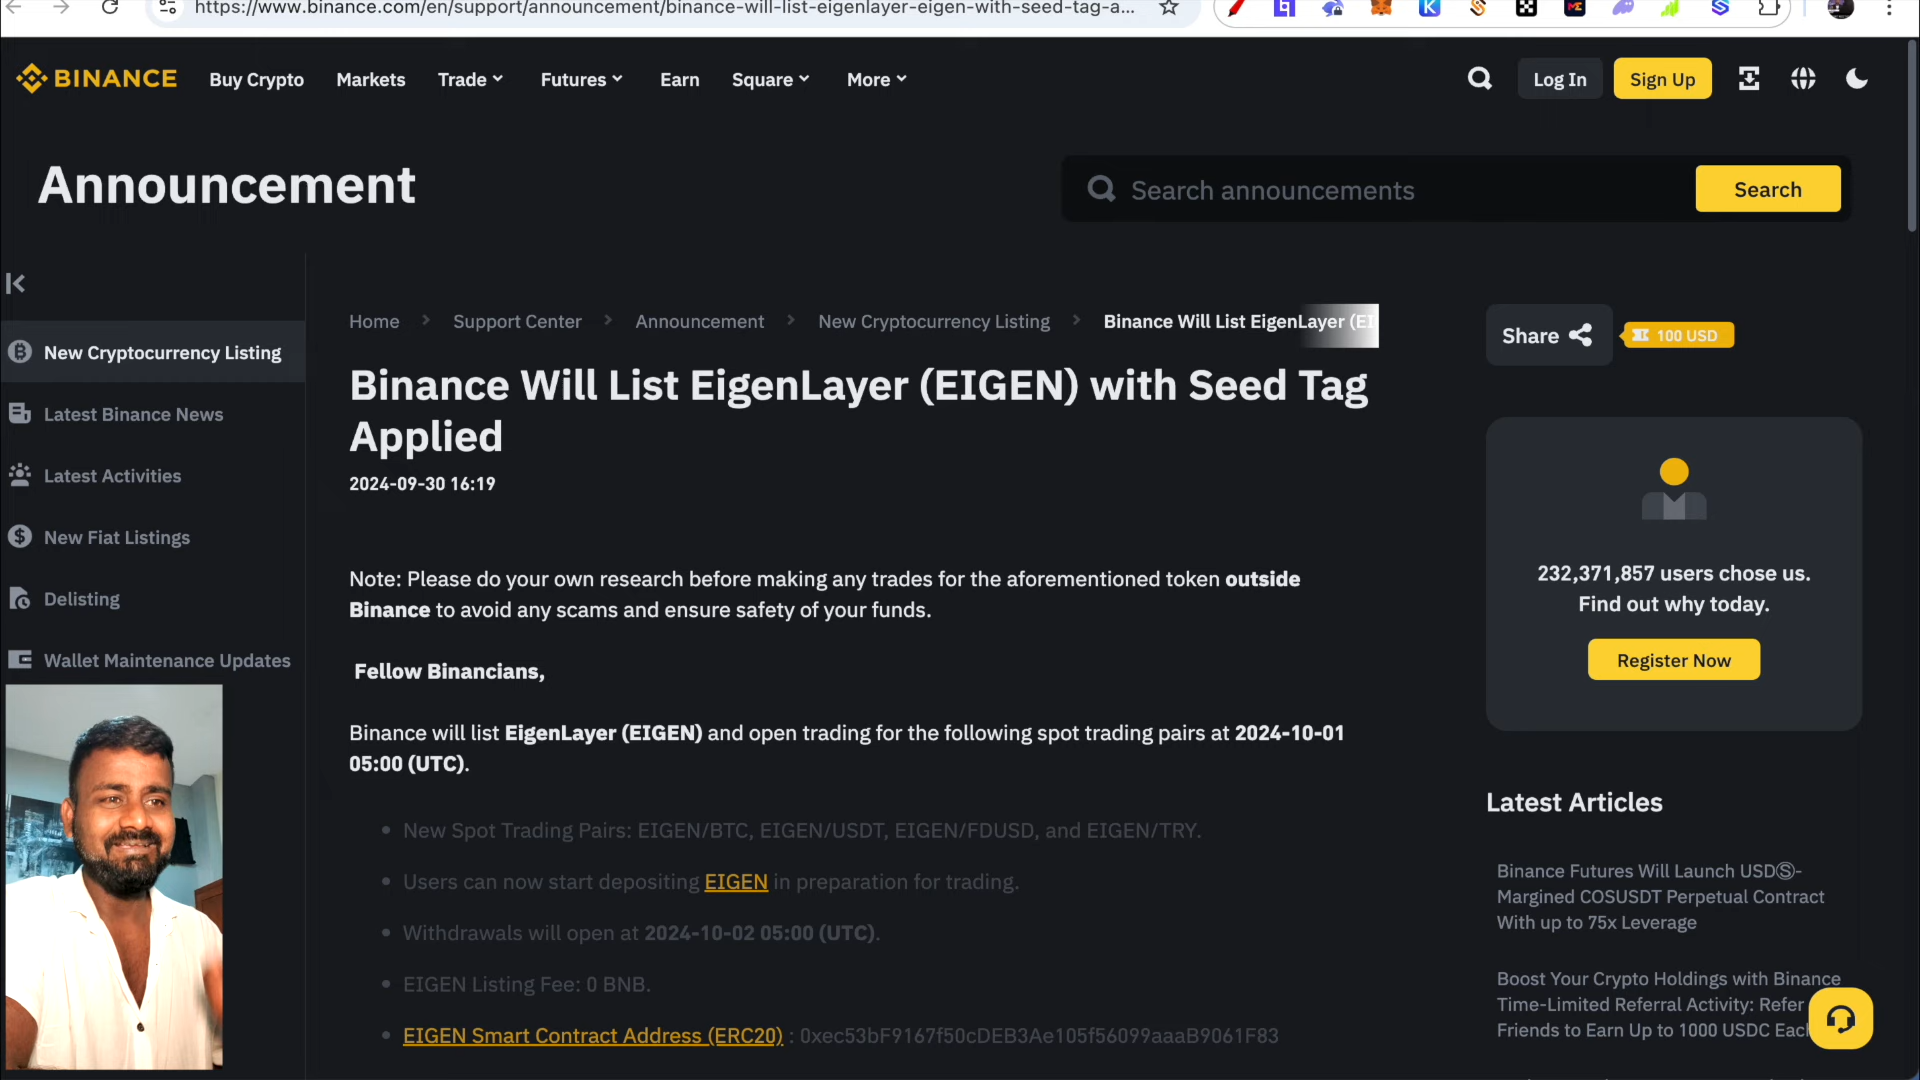 https://www.binance.com/en/support/announcement/binance-will-list-eigenlayer-eigen-with-seed-tag-a...
BINANCE
Buy Crypto
Markets
Trade
Futures
Earn
Square
More
Log In
Sign Up
Announcement
Search announcements
Search
Home
Support Center
Announcement
New Cryptocurrency Listing
Binance Will List EigenLayer (EI
Share
100 USD
New Cryptocurrency Listing
Latest Binance News
Latest Activities
New Fiat Listings
Delisting
Wallet Maintenance Updates
Binance Will List EigenLayer (EIGEN) with Seed Tag
Applied
2024-09-30 16:19
Note: Please do your own research before making any trades for the aforementioned token outside
Binance to avoid any scams and ensure safety of your funds.
Fellow Binancians,
Binance will list EigenLayer (EIGEN) and open trading for the following spot trading pairs at 2024-10-01
05:00 (UTC).
New Spot Trading Pairs: EIGEN/BTC, EIGEN/USDT, EIGEN/FDUSD, and EIGEN/TRY.
Users can now start depositing EIGEN in preparation for trading.
Withdrawals will open at 2024-10-02 05:00 (UTC).
EIGEN Listing Fee: 0 BNB.
EIGEN Smart Contract Address (ERC20) : 0xec53bF9167f50cDEB3Ae105f56099aaaB9061F83
232,371,857 users chose us.
Find out why today.
Register Now
Latest Articles
Binance Futures Will Launch USDⓈ-
Margined COSUSDT Perpetual Contract
With up to 75x Leverage
Boost Your Crypto Holdings with Binance
Time-Limited Referral Activity: Refer
Friends to Earn Up to 1000 USDC Each